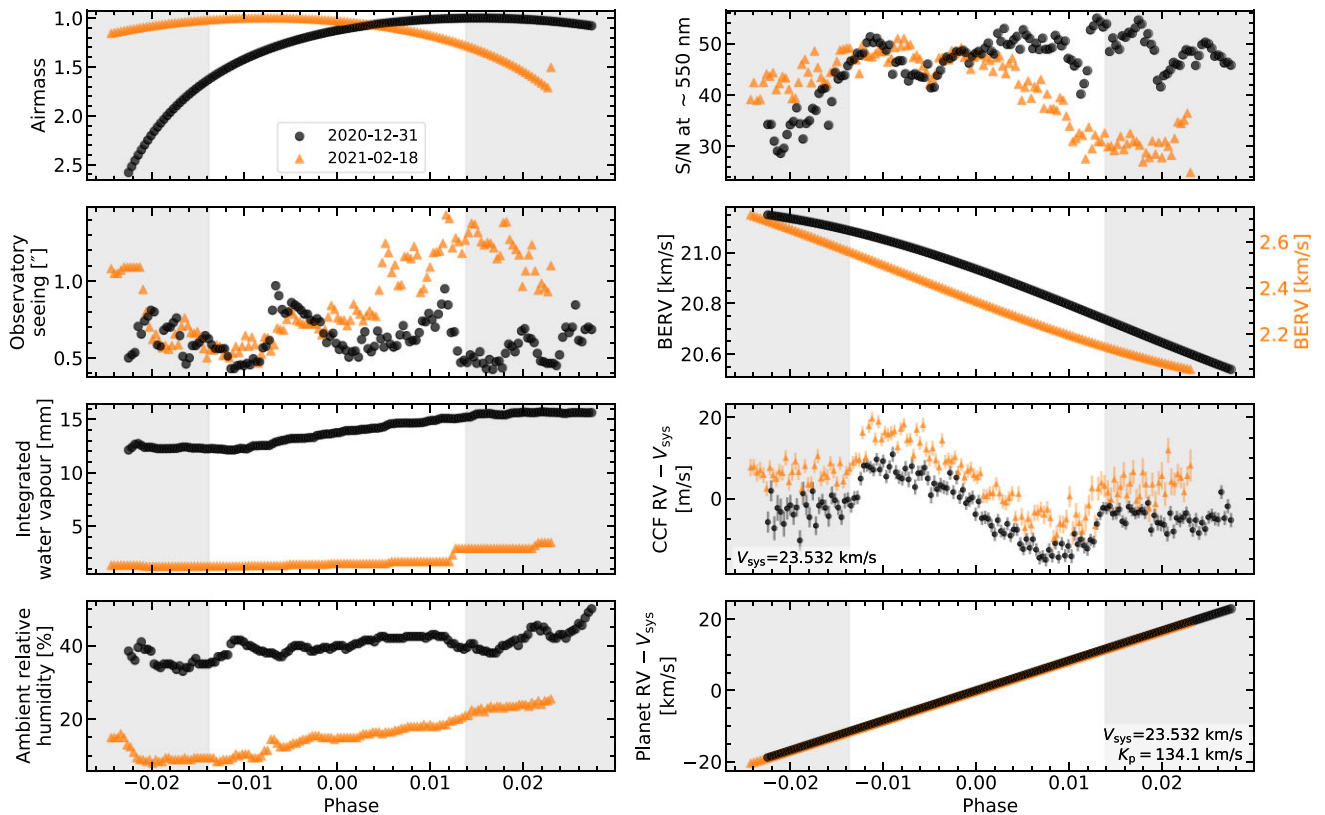 Airmass
1.0
1.5
2.0
2.5
2020-12-31
2021-02-18
S/N at ~ 550 nm
50
40
30
Observatory
seeing [″]
1.0
0.5
BERV [km/s]
21.0
20.8
20.6
2.6
2.4
2.2
BERV [km/s]
Integrated
water vapour [mm]
15
10
5
CCF RV − Vsys
[m/s]
20
0
Vsys=23.532 km/s
Ambient relative
humidity [%]
40
20
−0.02
−0.01
0.00
0.01
0.02
Phase
Planet RV − Vsys
[km/s]
20
0
−20
Vsys=23.532 km/s
Kp = 134.1 km/s
−0.02
−0.01
0.00
0.01
0.02
Phase